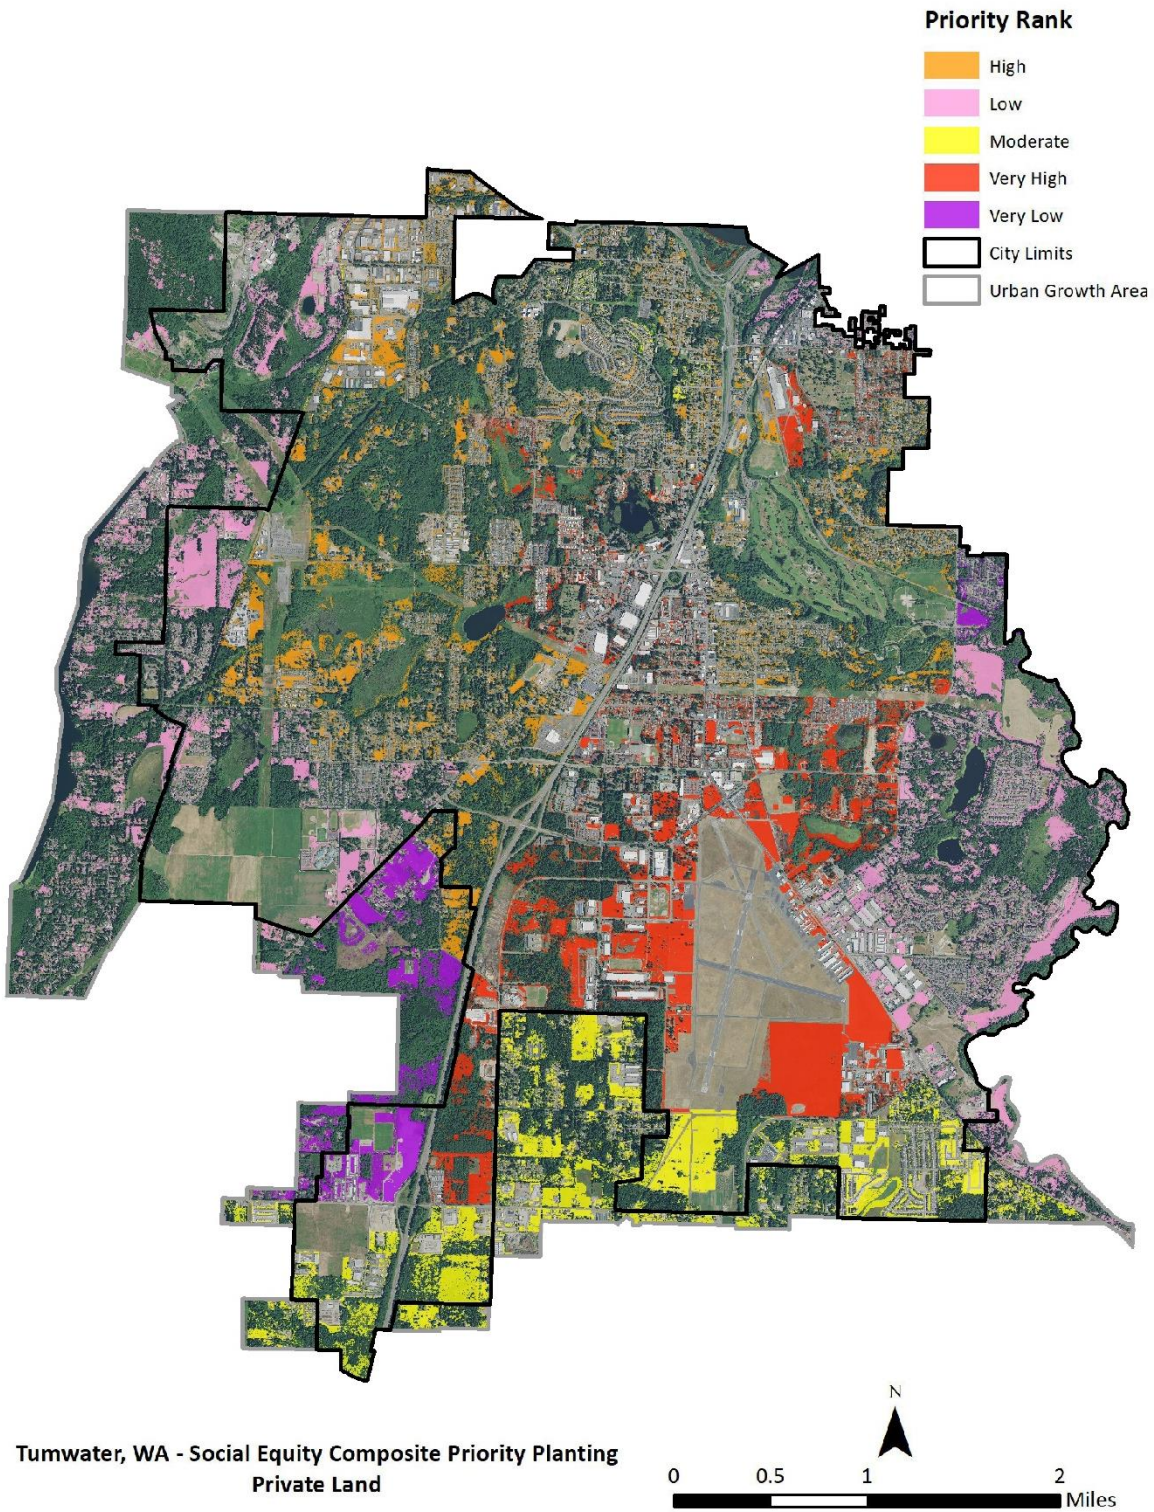 Priority Rank
High
Low
Moderate
Very High
Very Low
City Limits
Urban Growth Area
N
Tumwater, WA - Social Equity Composite Priority Planting
Private Land
0 0.5 1 2
Miles